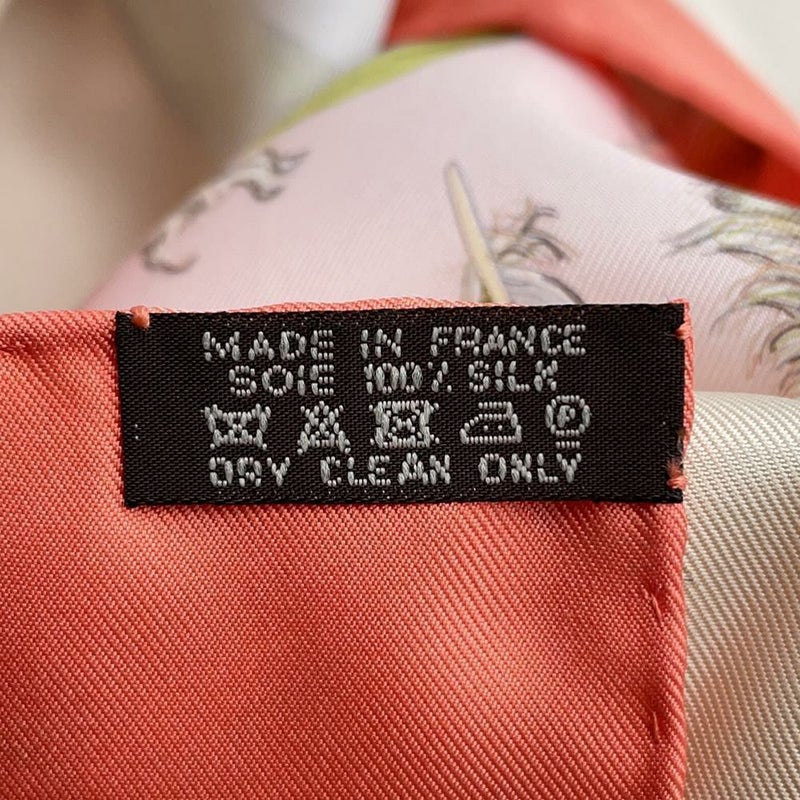 MADE IN FRANCE
SOIE 100% SILK
P
DRY CLEAN ONLY